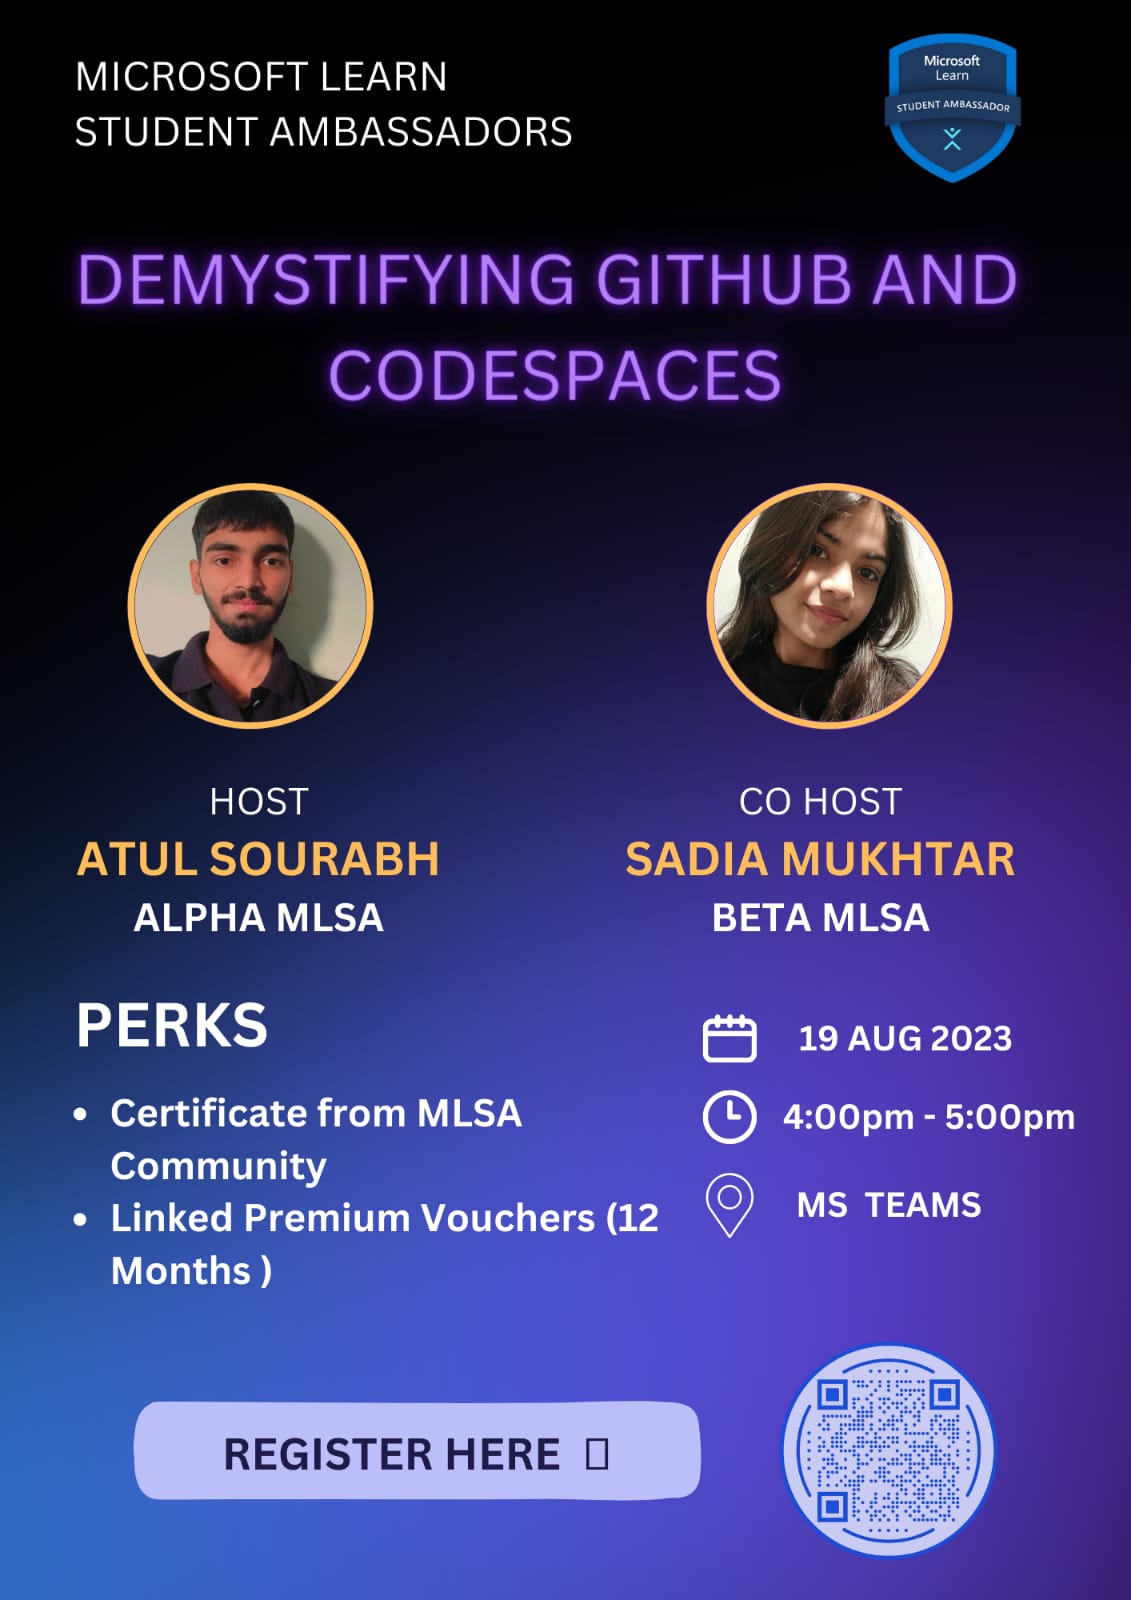 MICROSOFT LEARN
STUDENT AMBASSADORS
Microsoft
Learn
STUDENT AMBASSADOR
DEMYSTIFYING GITHUB AND
CODESPACES
HOST
ATUL SOURABH
ALPHA MLSA
CO HOST
SADIA MUKHTAR
BETA MLSA
PERKS
• Certificate from MLSA
Community
• Linked Premium Vouchers (12
Months )
19 AUG 2023
4:00pm - 5:00pm
MS TEAMS
REGISTER HERE